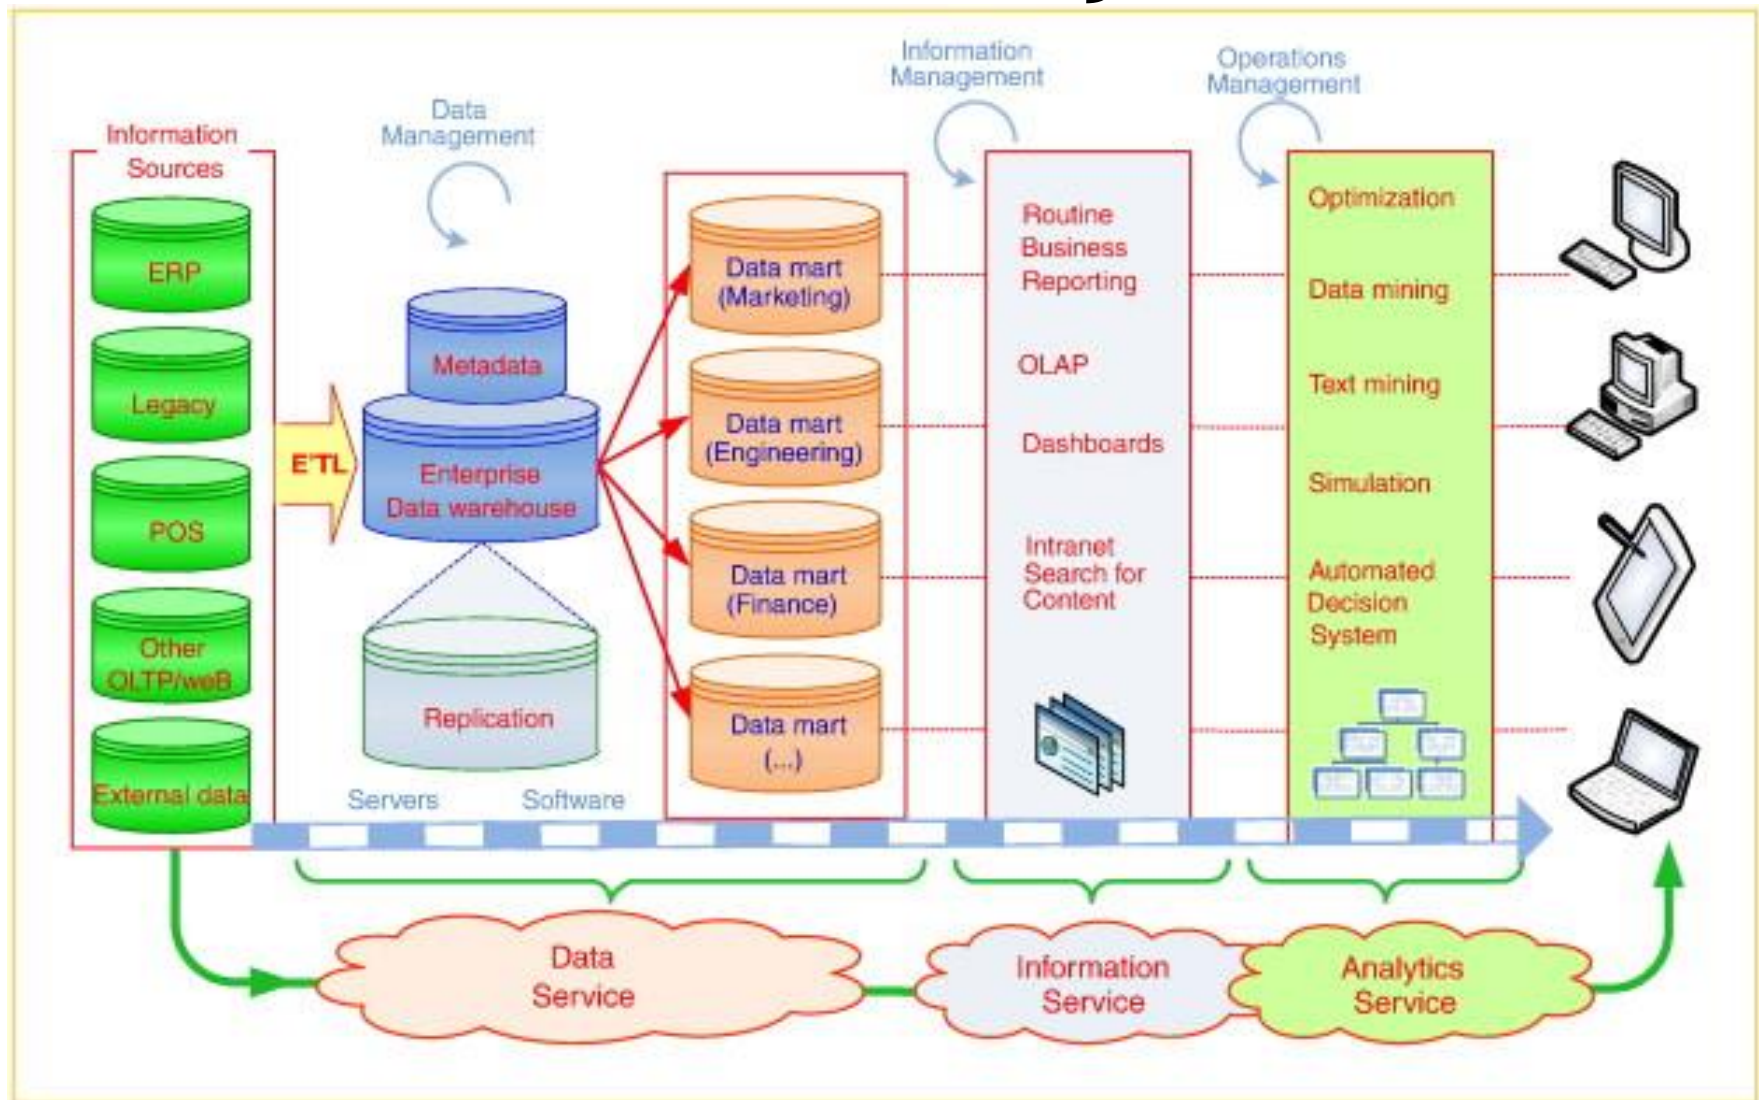 Information
Sources
ERP
Legacy
POS
Other
OLTP/weB
External data
E'TL
Data
Management
Metadata
Enterprise
Data warehouse
Replication
Servers
Software
Data mart
(Marketing)
Data mart
(Engineering)
Data mart
(Finance)
Data mart
(...)
Information
Management
Routine
Business
Reporting
OLAP
Dashboards
Intranet
Search for
Content
Operations
Management
Optimization
Data mining
Text mining
Simulation
Automated
Decision
System
Data
Service
Information
Service
Analytics
Service